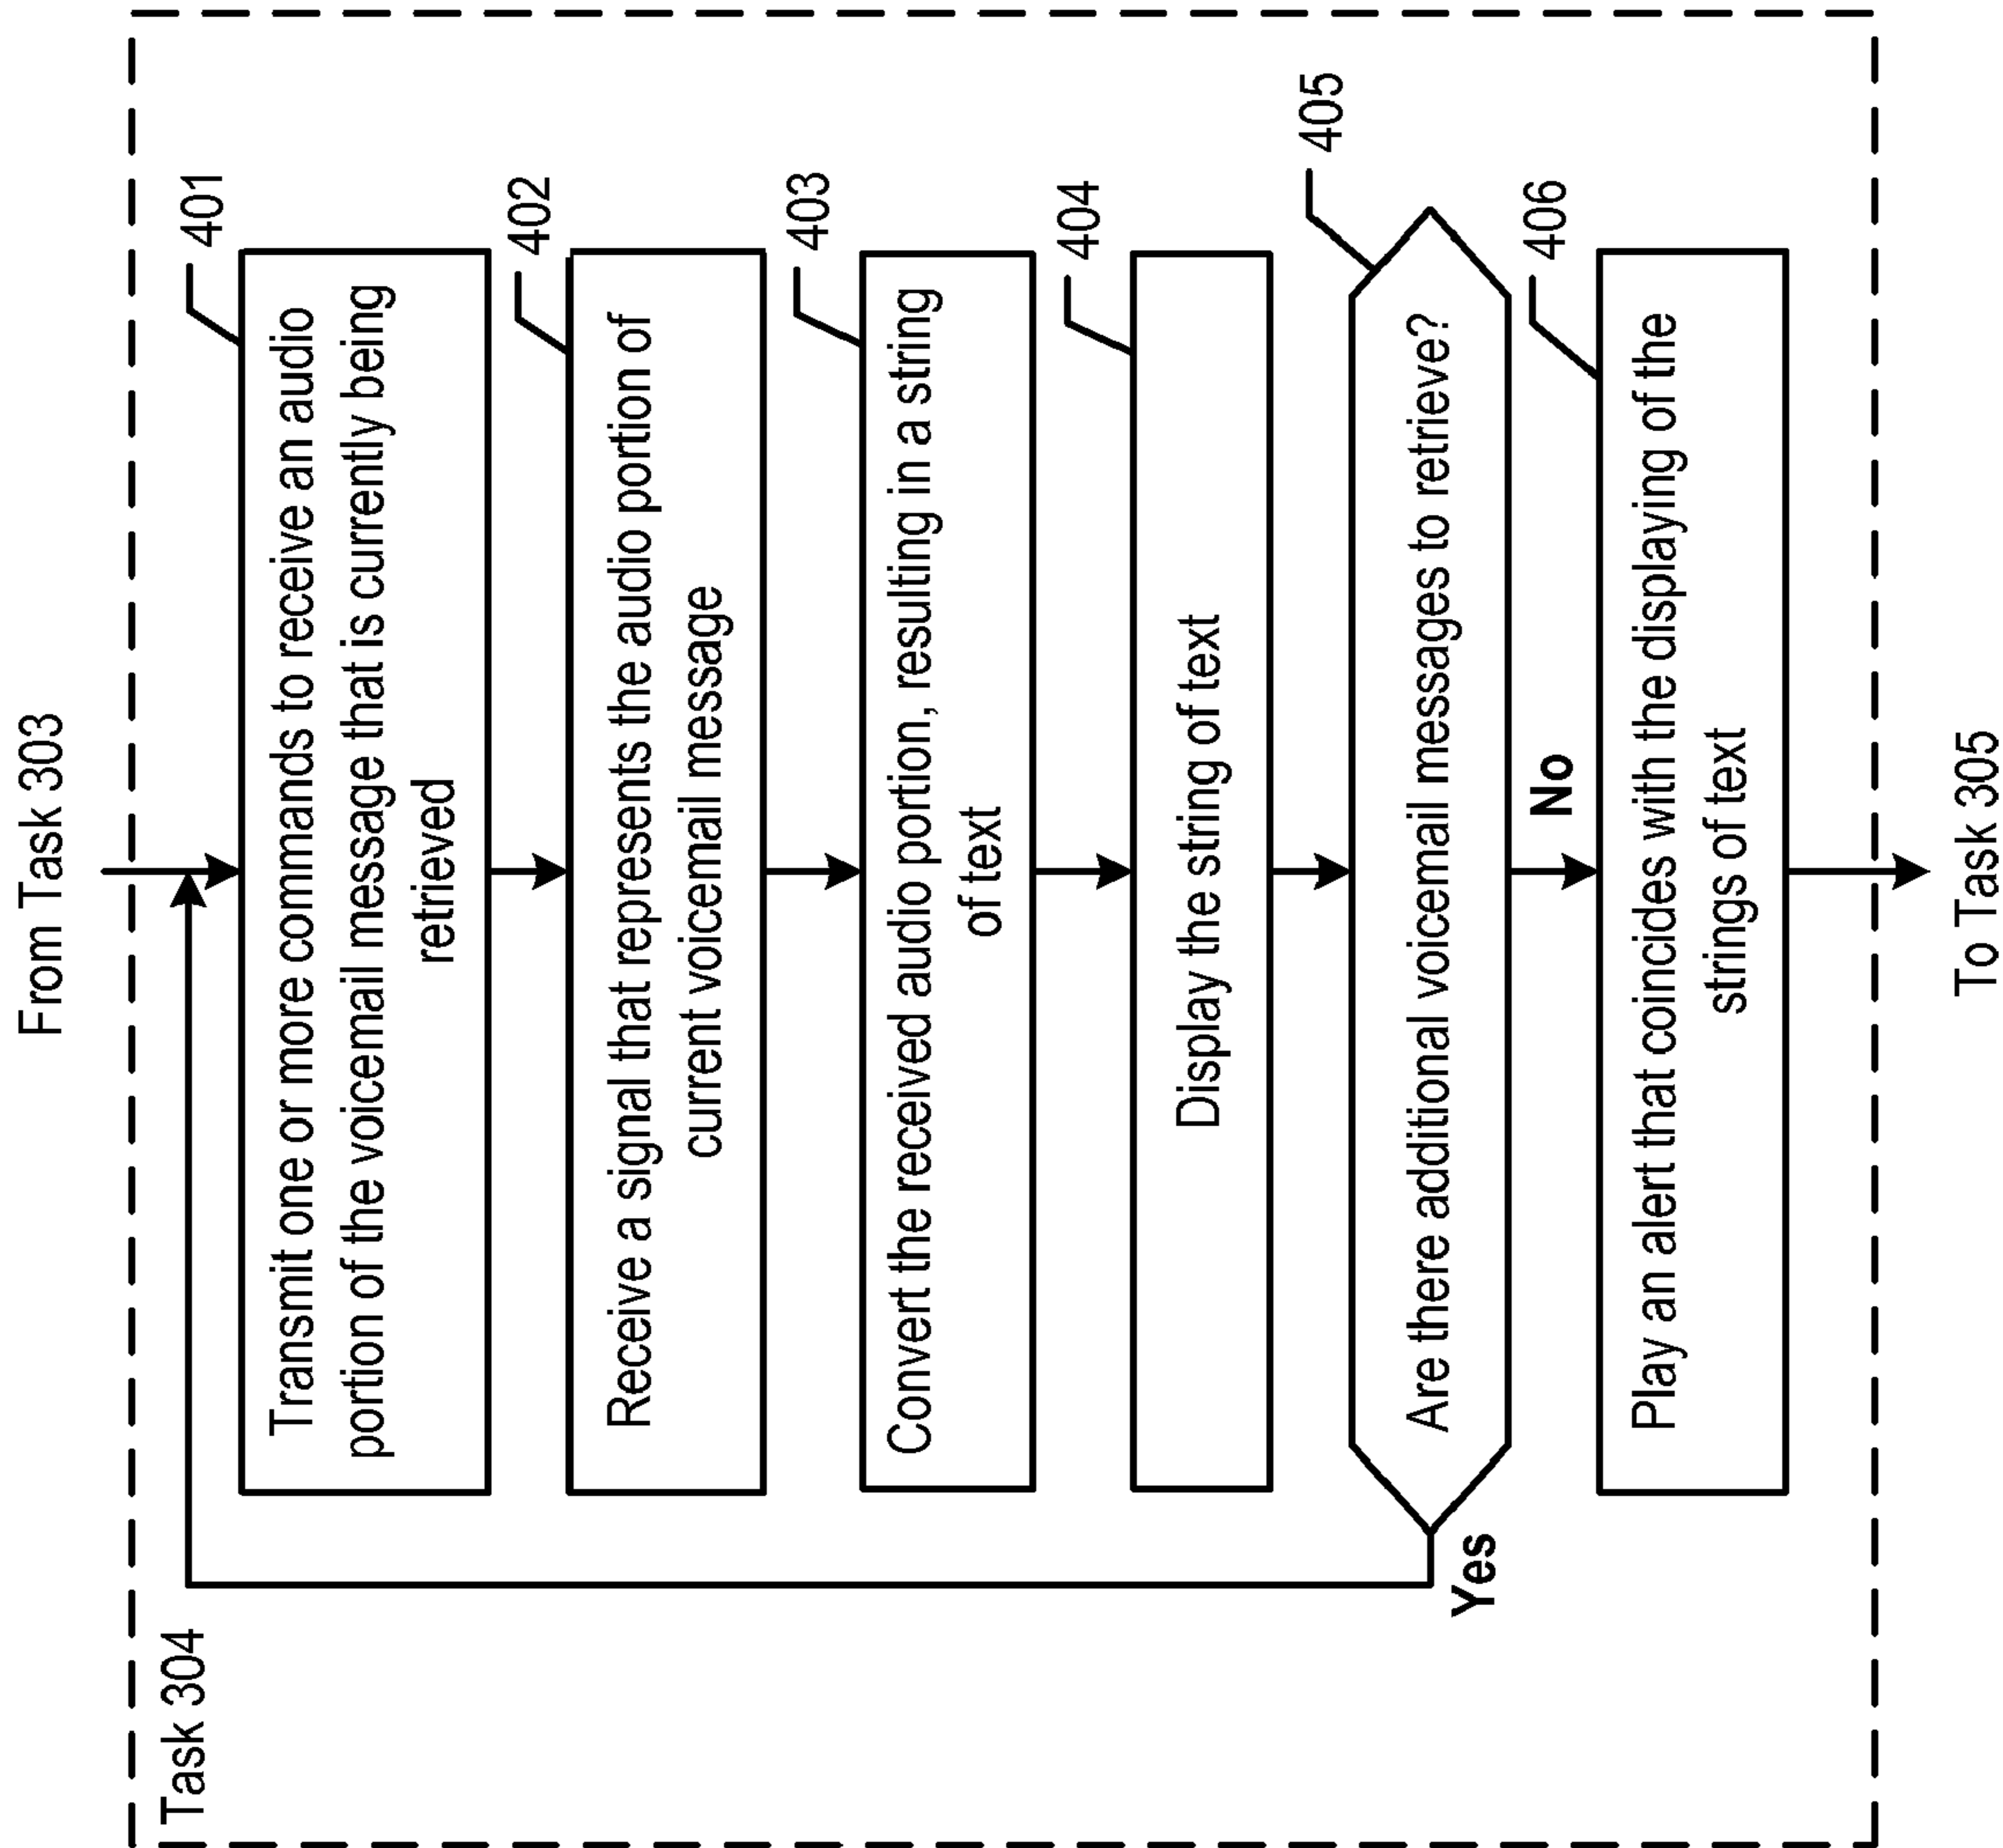 From Task 303
Task 304
401
Transmit one or more commands to receive an audio
portion of the voicemail message that is currently being
retrieved
402
Receive a signal that represents the audio portion of
current voicemail message
403
Convert the received audio portion, resulting in a string
of text
404
Display the string of text
405
Are there additional voicemail messages to retrieve?
Yes
No
406
Play an alert that coincides with the displaying of the
strings of text
To Task 305